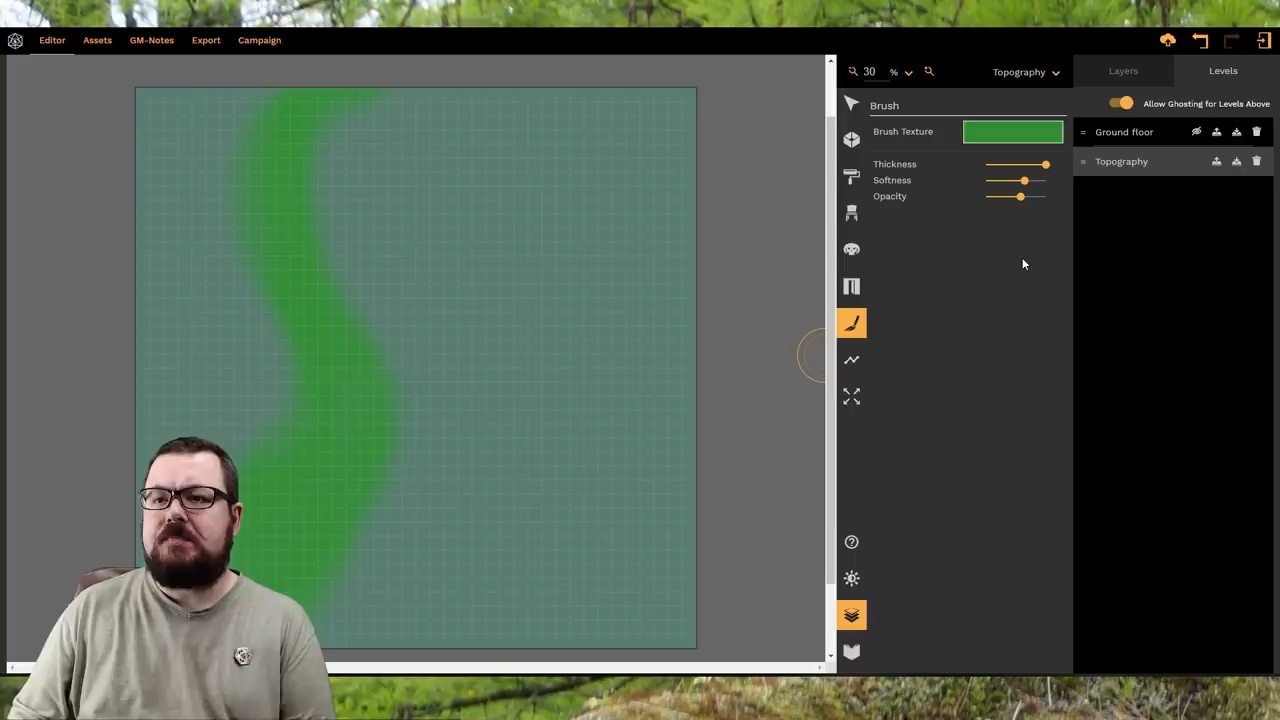 Editor Assets GM-Notes Export Campaign
30 % Topography Layers Levels
Allow Ghosting for Levels Above
Brush
Brush Texture
Thickness
Softness
Opacity
Ground floor
Topography